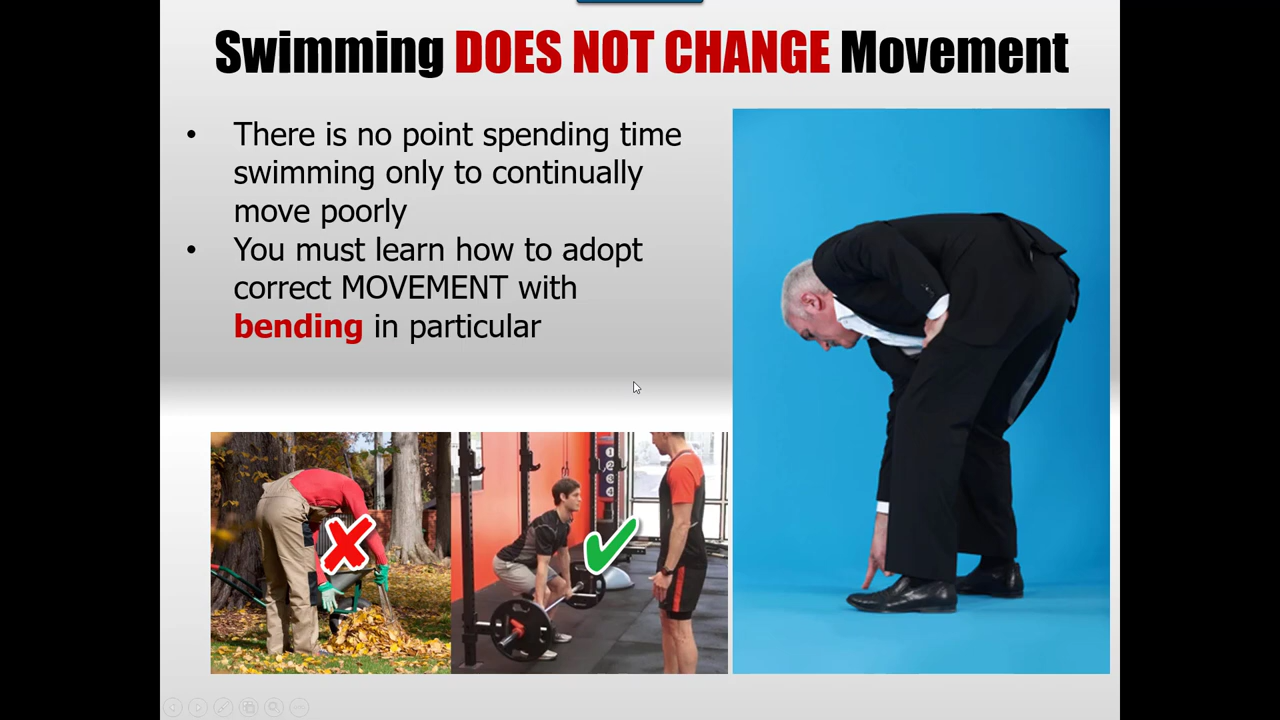 Swimming DOES NOT CHANGE Movement
• There is no point spending time
swimming only to continually
move poorly
• You must learn how to adopt
correct MOVEMENT with
bending in particular